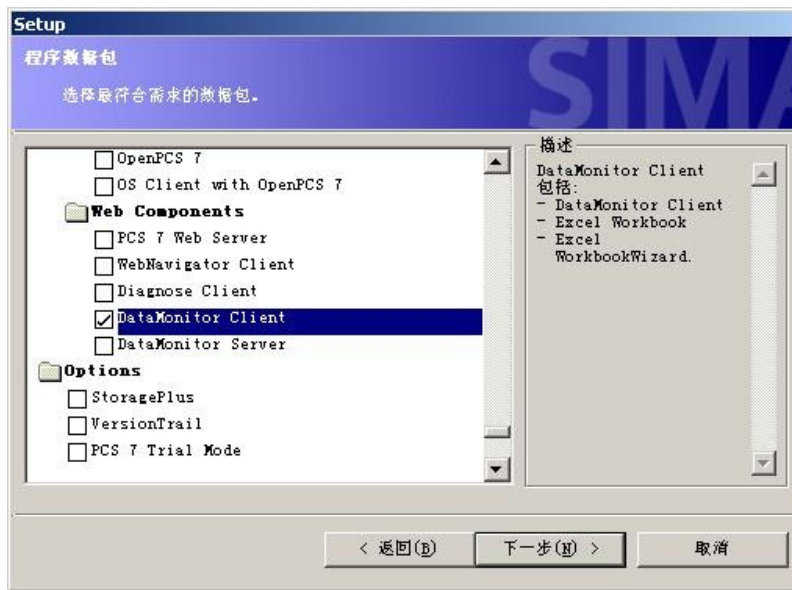 Setup
程序数据包
选择最符合需求的数据包。
SIMA
OpenPCS 7
OS Client with OpenPCS 7
Web Components
PCS 7 Web Server
WebNavigator Client
Diagnose Client
DataMonitor Client
DataMonitor Server
Options
StoragePlus
VersionTrail
PCS 7 Trial Mode
描述
DataMonitor Client
包括:
- DataMonitor Client
- Excel Workbook
- Excel
WorkbookWizard.
< 返回(B)
下一步(N) >
取消